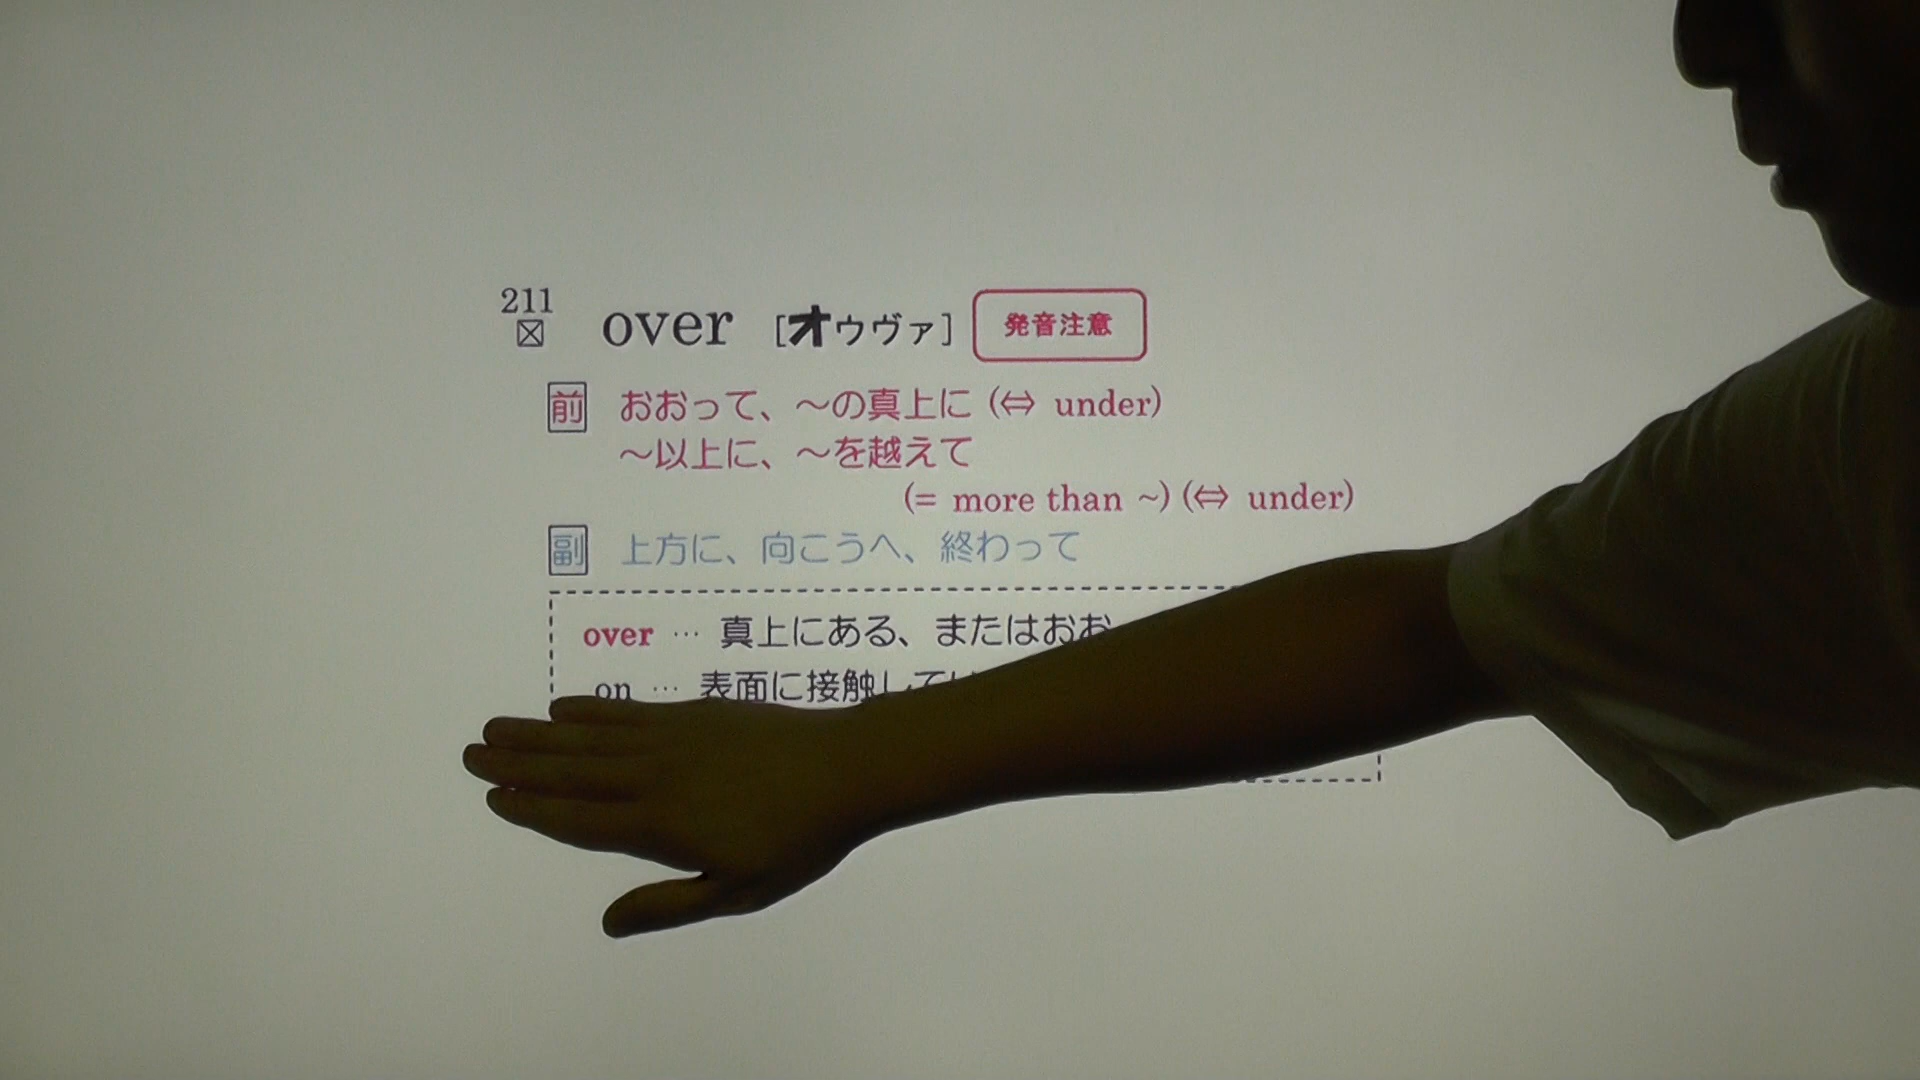 211
over [オウヴァ] 発音注意
前 おおって、～の真上に (⇔ under)
～以上に、～を越えて
(= more than ~) (⇔ under)
副 上方に、向こうへ、終わって
over … 真上にある、またはおお
on … 表面に接触して